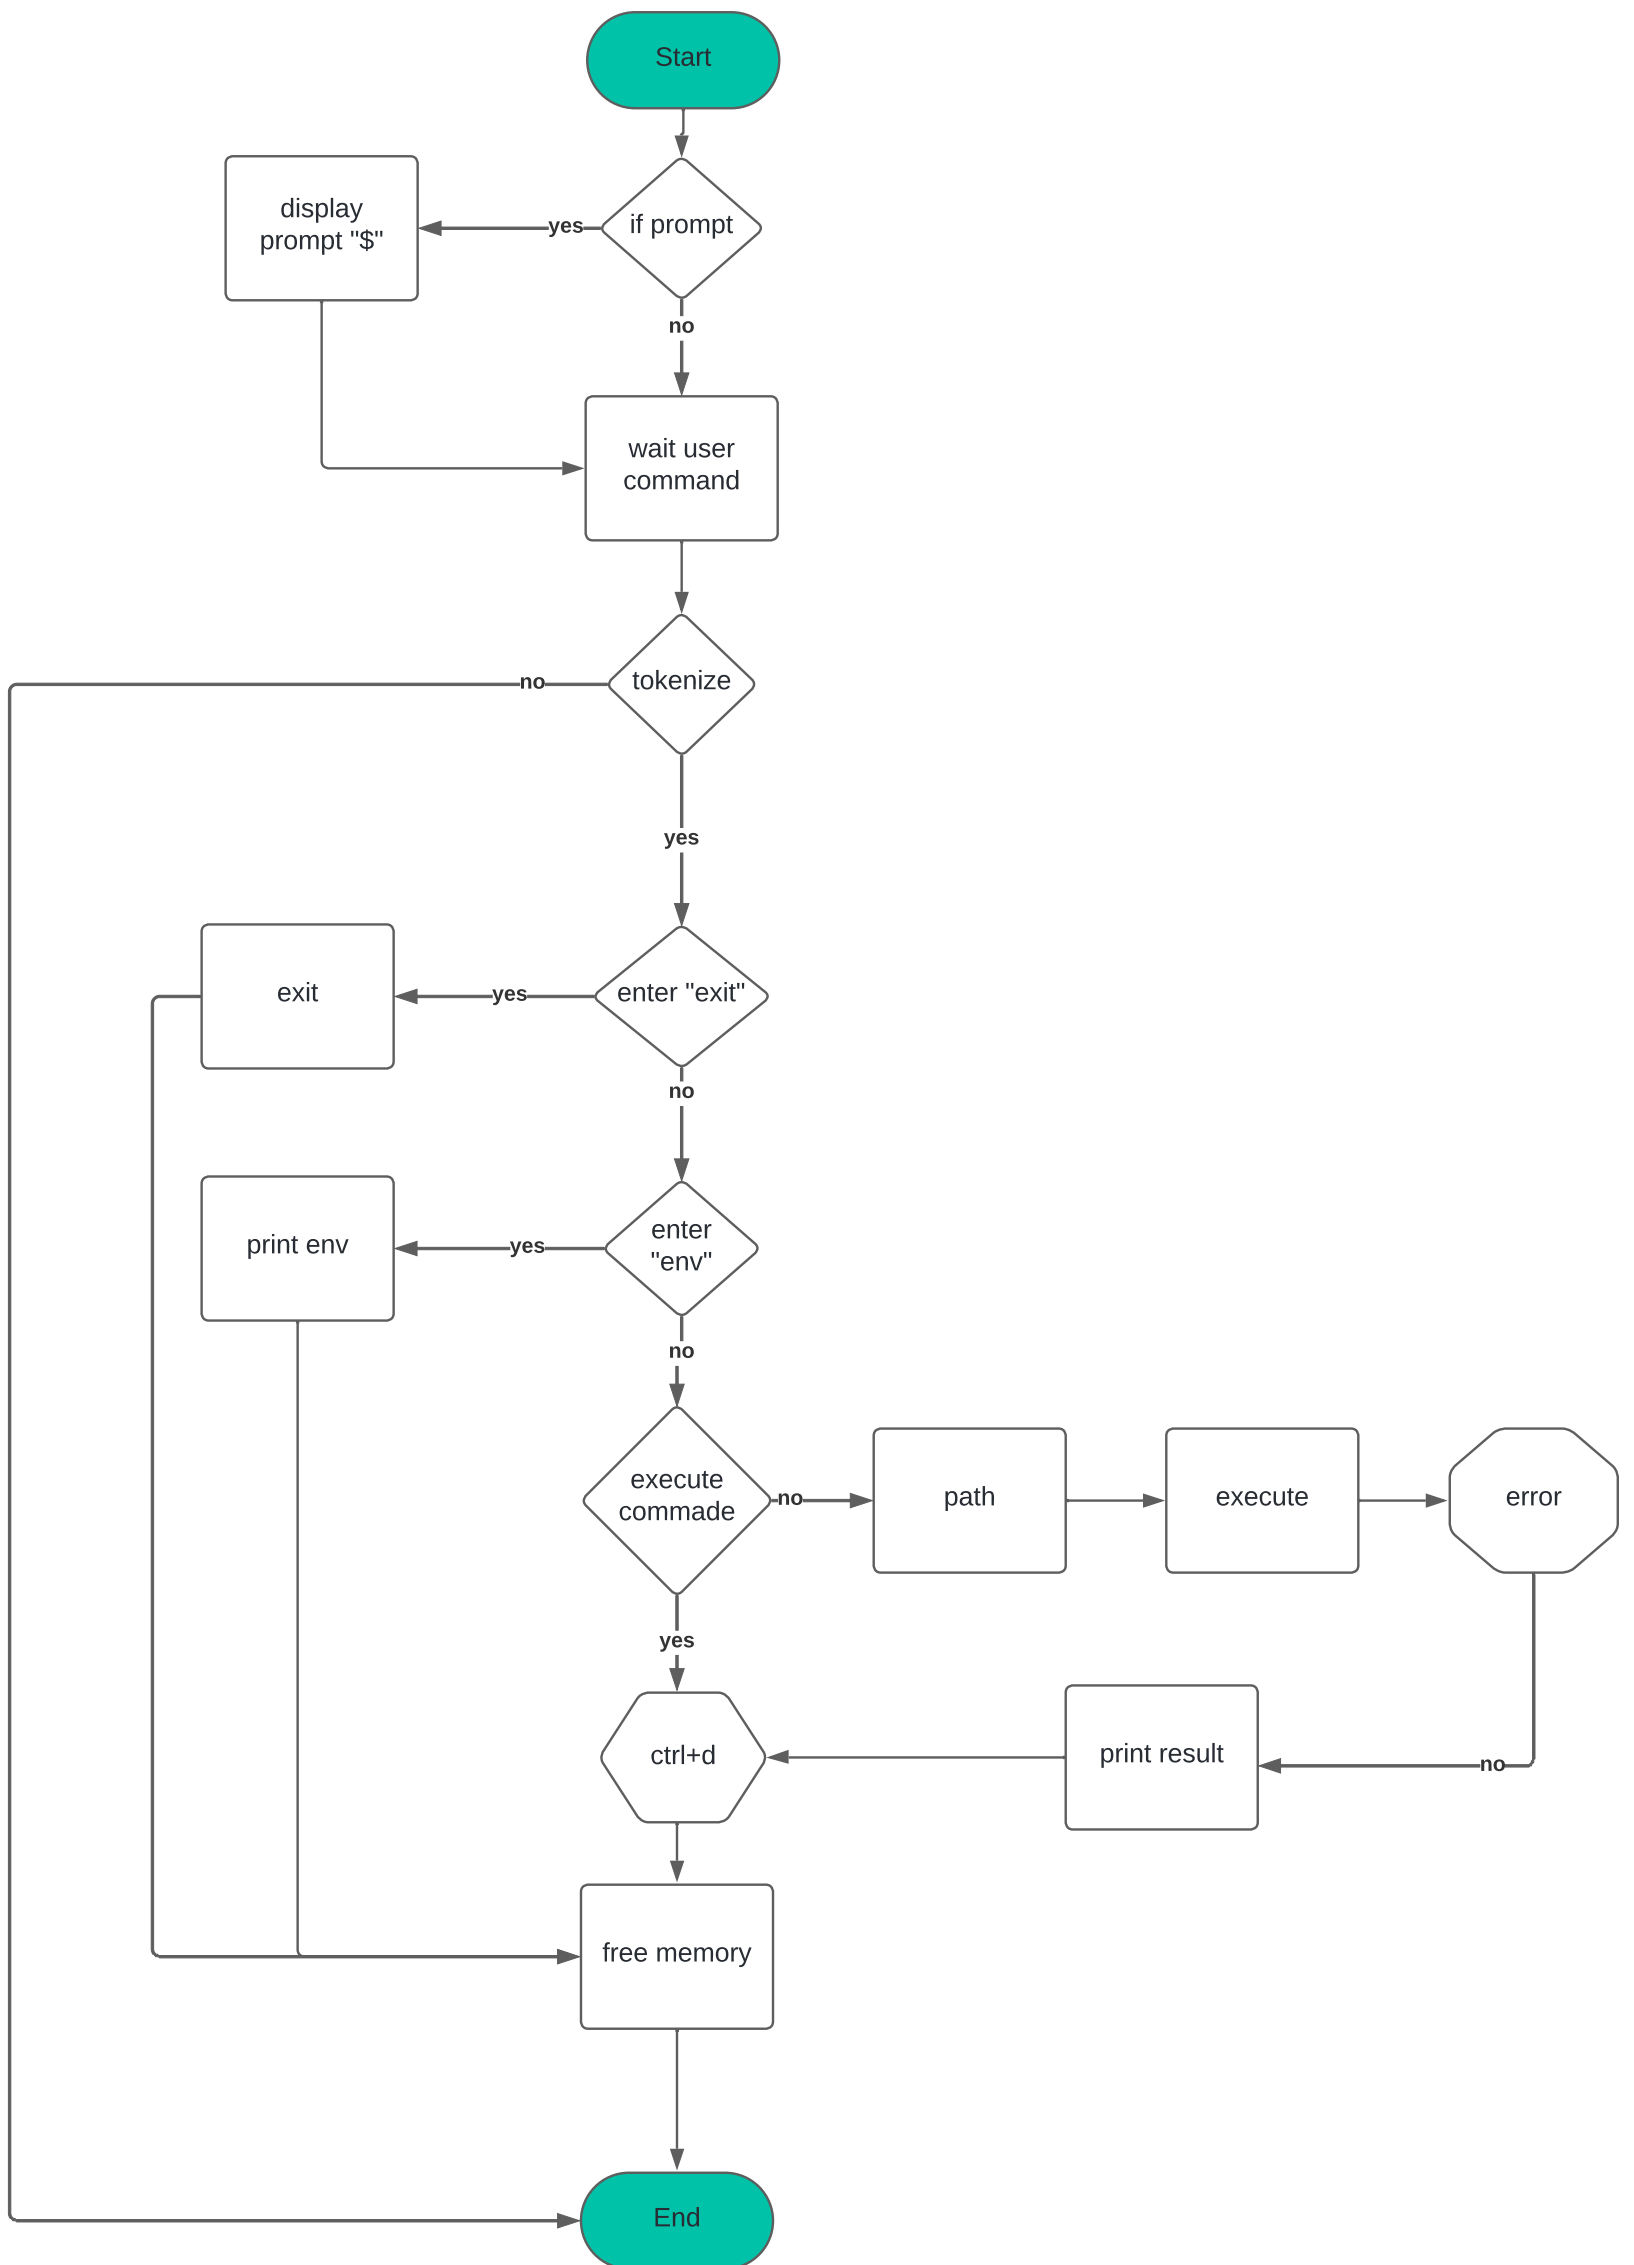 Start
if prompt
yes
display
prompt "$"
no
wait user
command
tokenize
no
yes
enter "exit"
yes
exit
no
enter
"env"
yes
print env
no
execute
commade
no
path
execute
error
yes
no
print result
ctrl+d
free memory
End